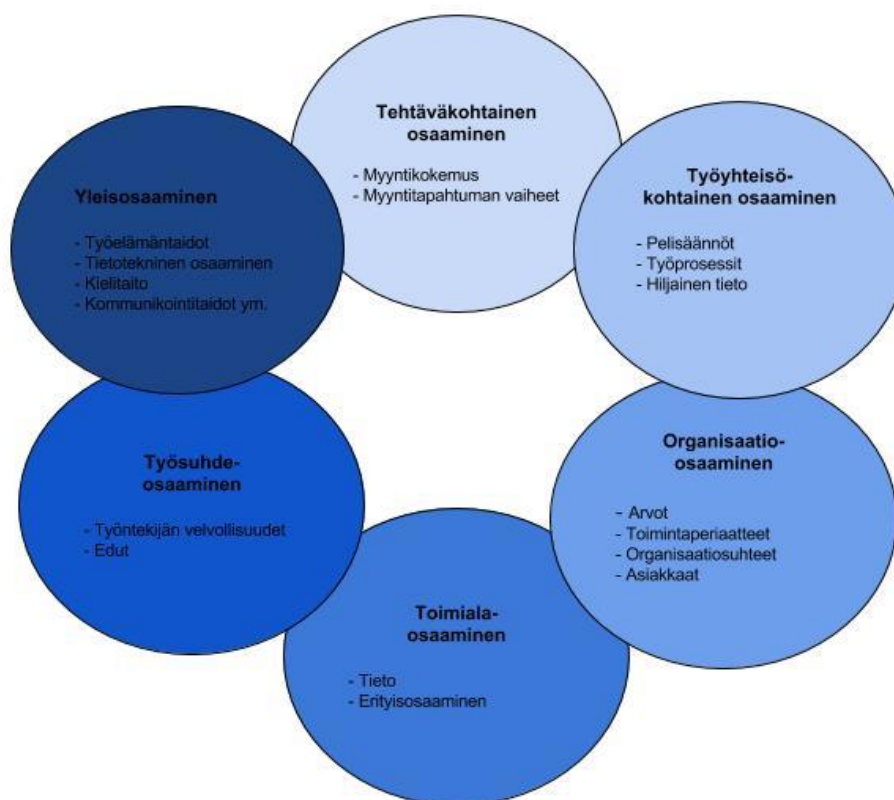 Tehtäväkohtainen
osaaminen
- Myyntikokemus
- Myyntitapahtuman vaiheet
Työyhteisö-
kohtainen osaaminen
- Pelisäännöt
- Työprosessit
- Hiljainen tieto
Organisaatio-
osaaminen
- Arvot
- Toimintaperiaatteet
- Organisaatiosuhteet
- Asiakkaat
Toimiala-
osaaminen
- Tieto
- Erityisosaaminen
Työsuhde-
osaaminen
- Työntekijän velvollisuudet
- Edut
Yleisosaaminen
- Työelämäntaidot
- Tietotekninen osaaminen
- Kielitaito
- Kommunikointitaidot ym.